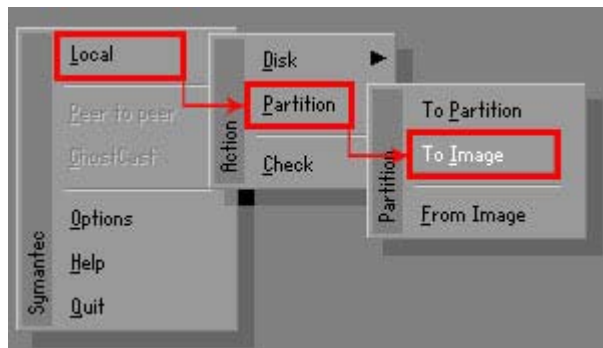 Local
Peer to peer
GhostCast
Options
Help
Quit
Symantec
Disk
Partition
Check
Action
To Partition
To Image
From Image
Partition